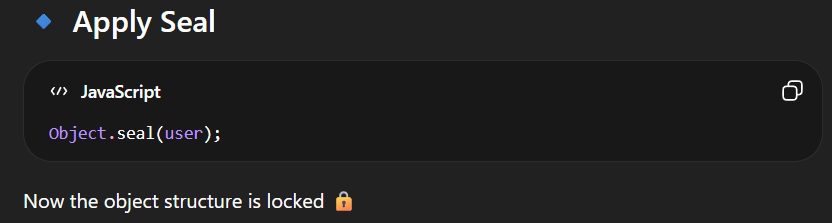 Apply Seal
JavaScript
Object.seal(user);
Now the object structure is locked 🔒